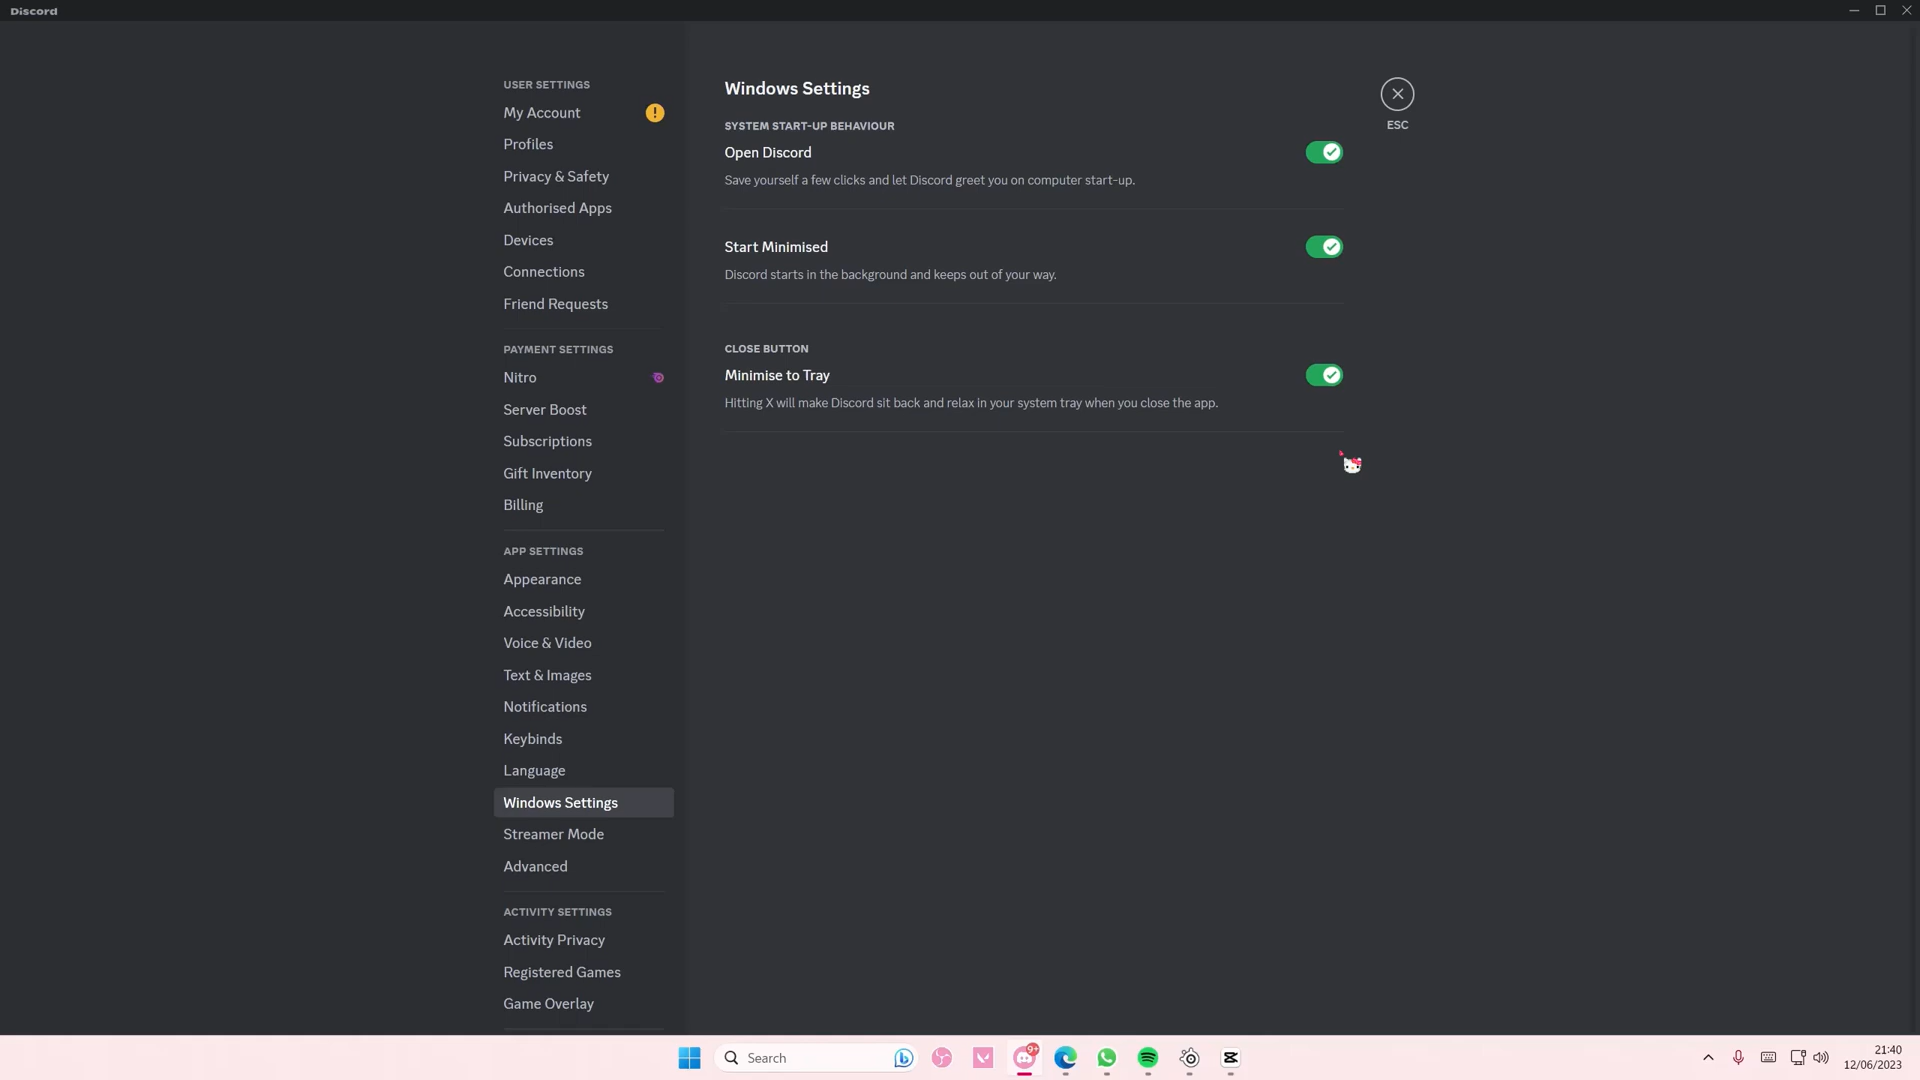 Discord
USER SETTINGS
My Account
Profiles
Privacy & Safety
Authorised Apps
Devices
Connections
Friend Requests
PAYMENT SETTINGS
Nitro
Server Boost
Subscriptions
Gift Inventory
Billing
APP SETTINGS
Appearance
Accessibility
Voice & Video
Text & Images
Notifications
Keybinds
Language
Windows Settings
Streamer Mode
Advanced
ACTIVITY SETTINGS
Activity Privacy
Registered Games
Game Overlay
Windows Settings
SYSTEM START-UP BEHAVIOUR
Open Discord
Save yourself a few clicks and let Discord greet you on computer start-up.
Start Minimised
Discord starts in the background and keeps out of your way.
CLOSE BUTTON
Minimise to Tray
Hitting X will make Discord sit back and relax in your system tray when you close the app.
ESC
Search
9+
21:40
12/06/2023